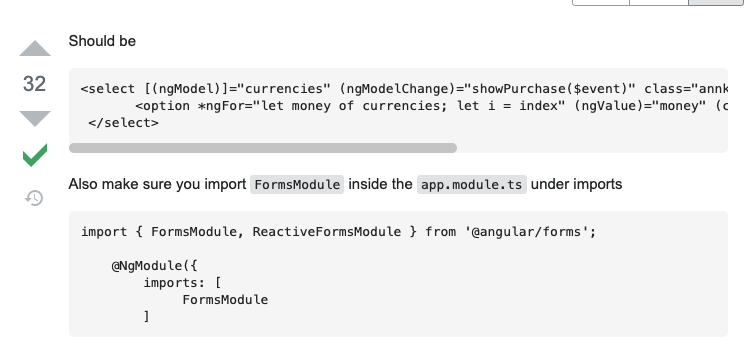 Should be
32
<select [(ngModel)]="currencies" (ngModelChange)="showPurchase($event)" class="annk
<option *ngFor="let money of currencies; let i = index" (ngValue)="money" (c
</select>
Also make sure you import FormsModule inside the app.module.ts under imports
import { FormsModule, ReactiveFormsModule } from '@angular/forms';
@NgModule({
imports: [
FormsModule
]